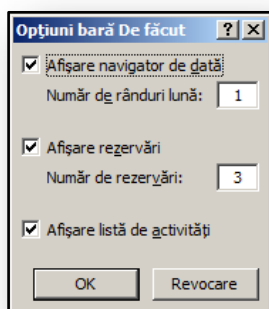 Opțiuni bară De făcut
Afișare navigator de dată
Număr de rânduri lună: 1
Afișare rezervări
Număr de rezervări: 3
Afișare listă de activități
OK Revocare